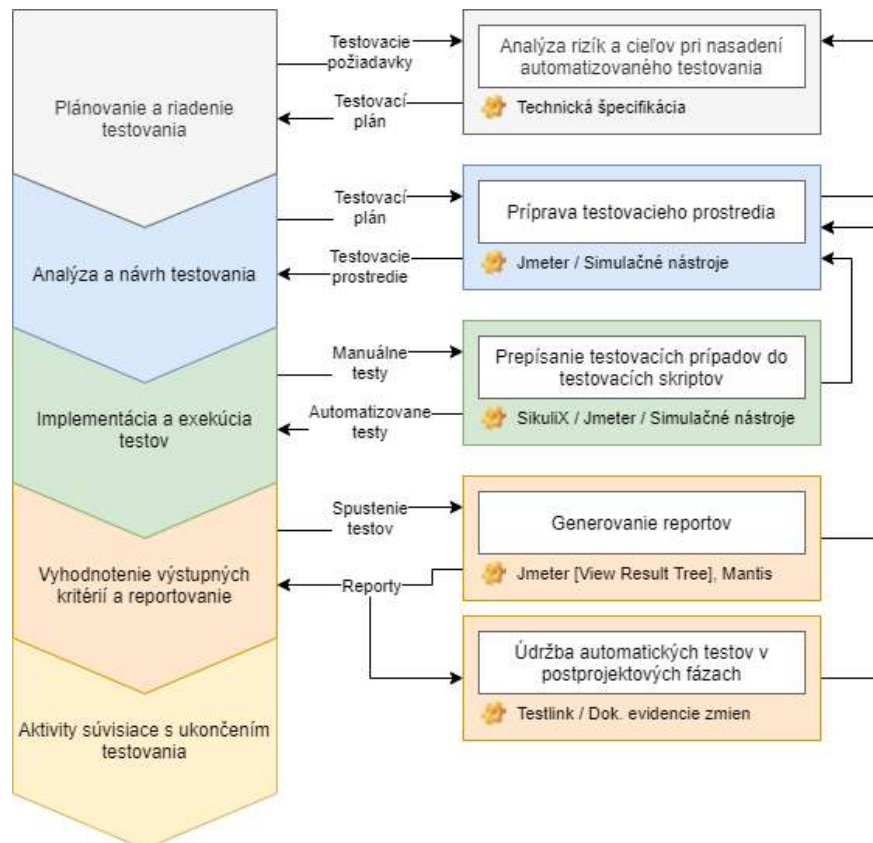 Testovacie
požiadavky
Analýza rizík a cieľov pri nasadení
automatizovaného testovania
Plánovanie a riadenie
testovania
Testovací
plán
Technická špecifikácia
Testovací
plán
Príprava testovacieho prostredia
Analýza a návrh testovania
Testovacie
prostredie
Jmeter / Simulačné nástroje
Manuálne
testy
Prepísanie testovacích prípadov do
testovacích skriptov
Implementácia a exekúcia
testov
Automatizovane
testy
SikuliX / Jmeter / Simulačné nástroje
Spustenie
testov
Generovanie reportov
Vyhodnotenie výstupných
kritérií a reportovanie
Reporty
Jmeter [View Result Tree], Mantis
Údržba automatických testov v
postprojektových fázach
Aktivity súvisiace s ukončením
testovania
Testlink / Dok. evidencie zmien